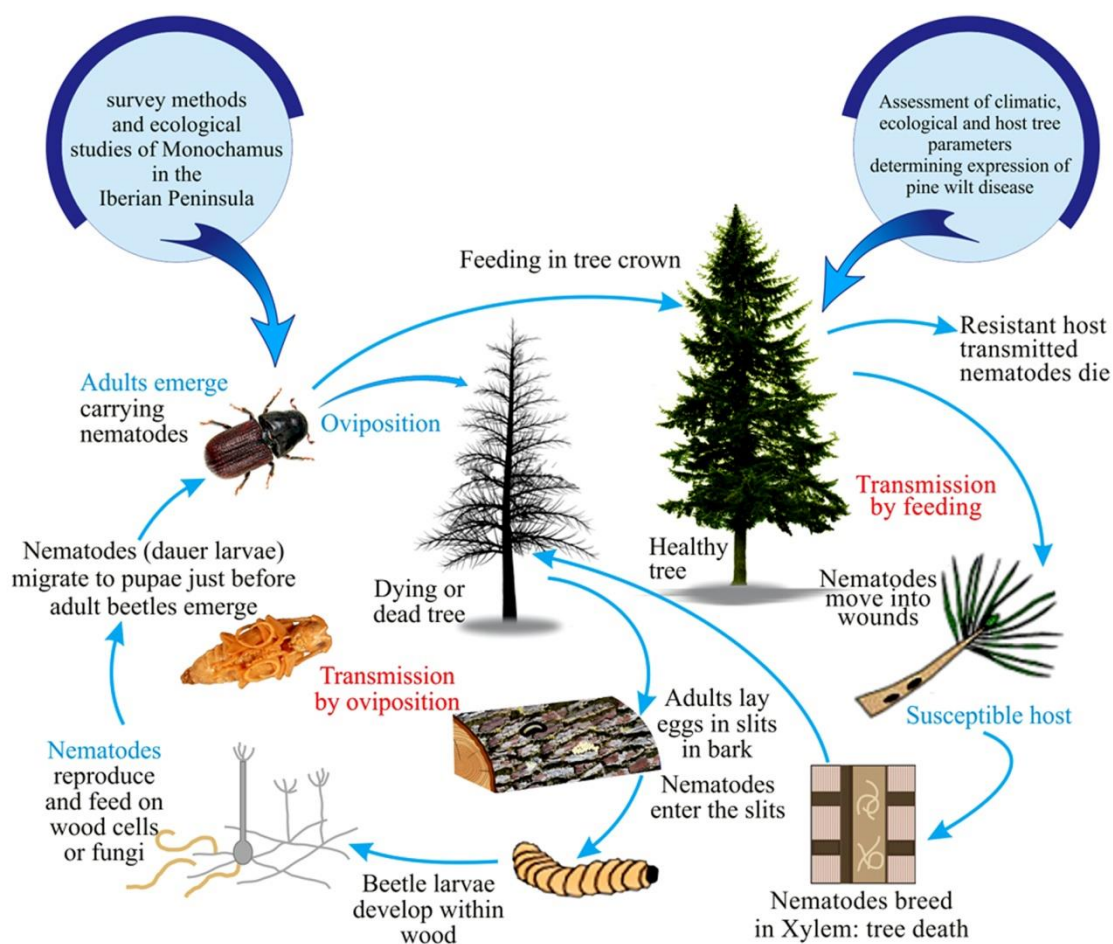 survey methods
and ecological
studies of Monochamus
in the
Iberian Peninsula
Assessment of climatic,
ecological and host tree
parameters
determining expression of
pine wilt disease
Feeding in tree crown
Adults emerge
carrying
nematodes
Oviposition
Resistant host
transmitted
nematodes die
Transmission
by feeding
Nematodes (dauer larvae)
migrate to pupae just before
adult beetles emerge
Dying or
dead tree
Healthy
tree
Nematodes
move into
wounds
Transmission
by oviposition
Adults lay
eggs in slits
in bark
Nematodes
enter the slits
Susceptible host
Nematodes
reproduce
and feed on
wood cells
or fungi
Beetle larvae
develop within
wood
Nematodes breed
in Xylem: tree death